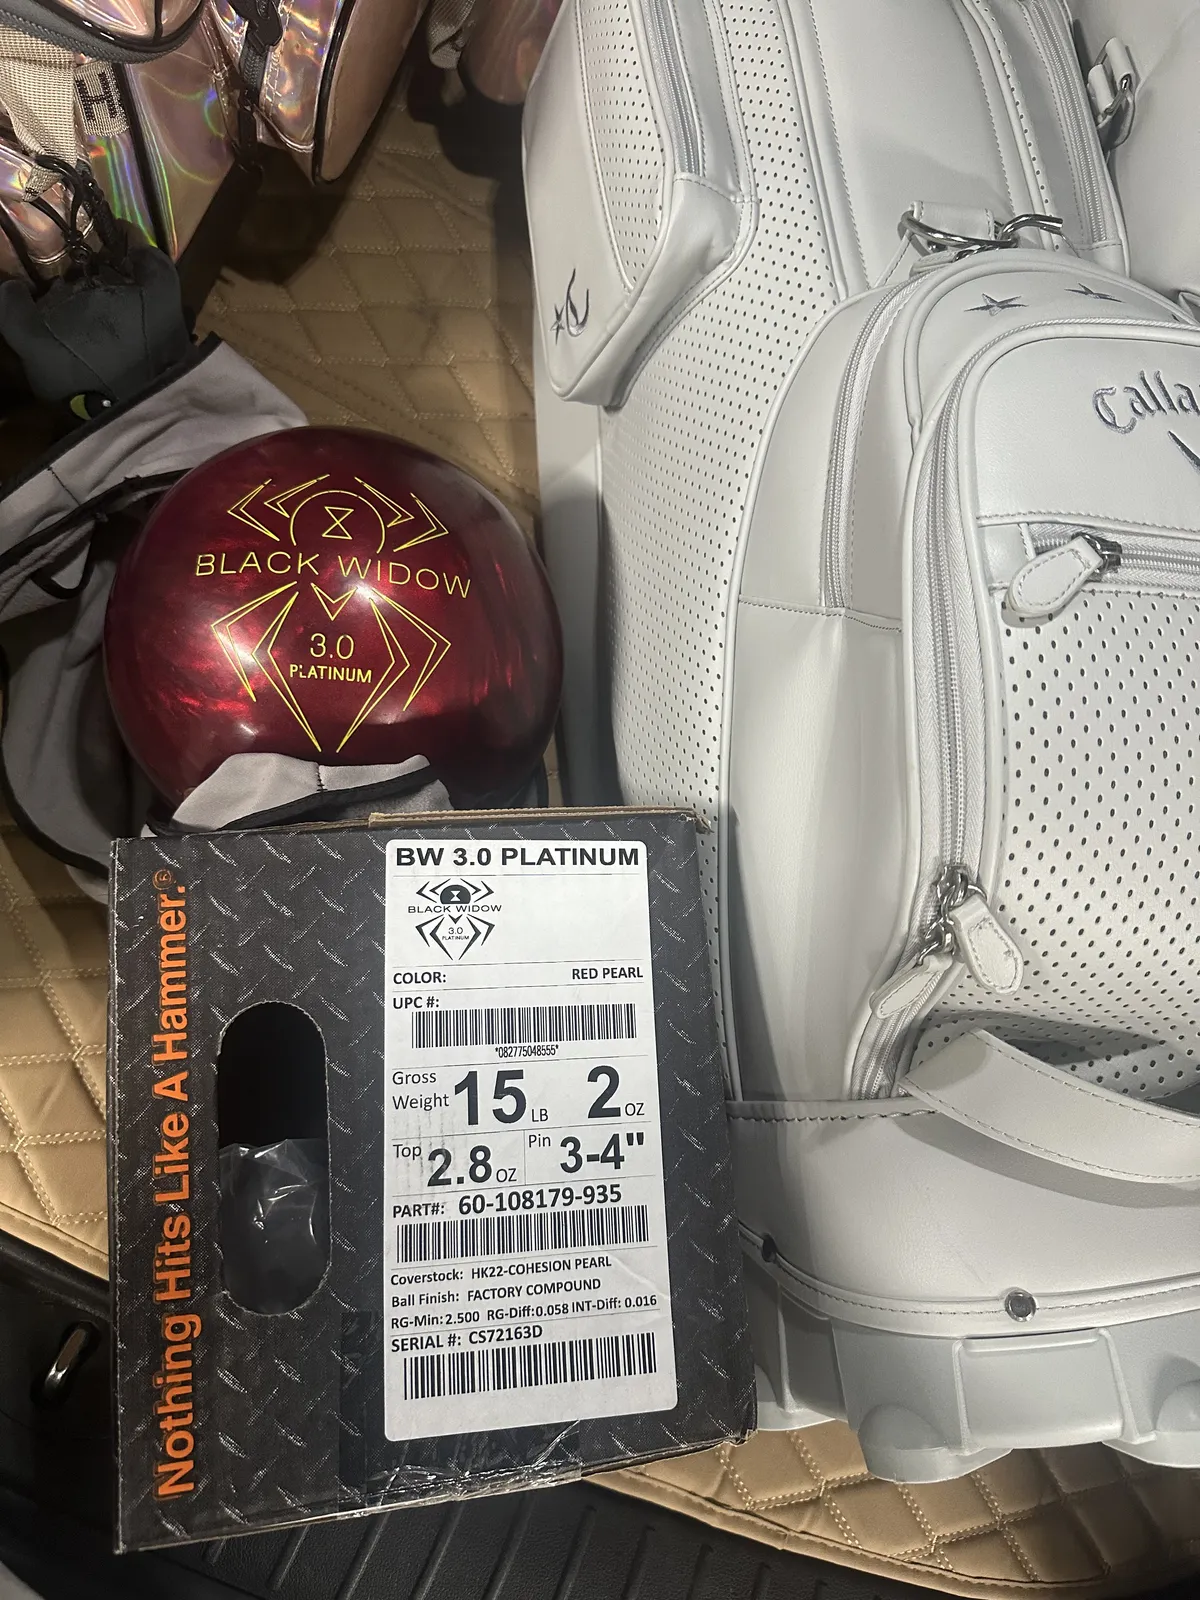 H
BLACK WIDOW
3.0
PLATINUM
Nothing Hits Like A Hammer.®
BW 3.0 PLATINUM
BLACK WIDOW
3.0
PLATINUM
COLOR: RED PEARL
UPC #:
*082775048555*
Gross Weight 15 LB 2 OZ
Top 2.8 OZ Pin 3-4"
PART#: 60-108179-935
Coverstock: HK22-COHESION PEARL
Ball Finish: FACTORY COMPOUND
RG-Min: 2.500 RG-Diff: 0.058 INT-Diff: 0.016
SERIAL #: CS72163D
Calla